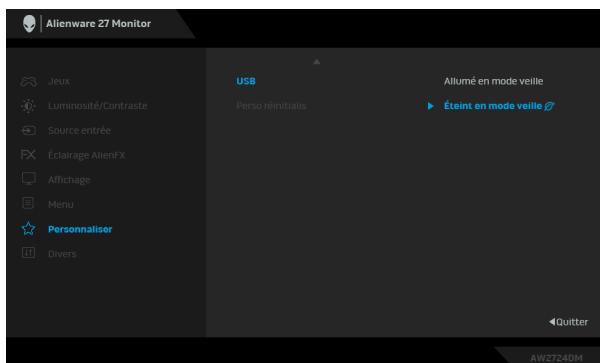 Alienware 27 Monitor
Jeux
Luminosité/Contraste
Source entrée
Éclairage AlienFX
Affichage
Menu
Personnaliser
Divers
USB
Perso réinitialis
Allumé en mode veille
Éteint en mode veille
Quitter
AW2724DM